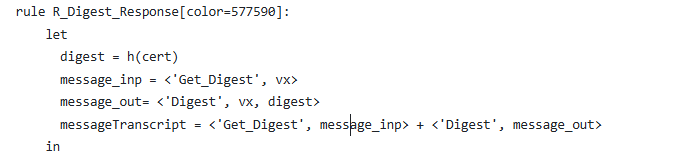 rule R_Digest_Response[color=577590]:
let
digest = h(cert)
message_inp = <'Get_Digest', vx>
message_out= <'Digest', vx, digest>
messageTranscript = <'Get_Digest', message_inp> + <'Digest', message_out>
in